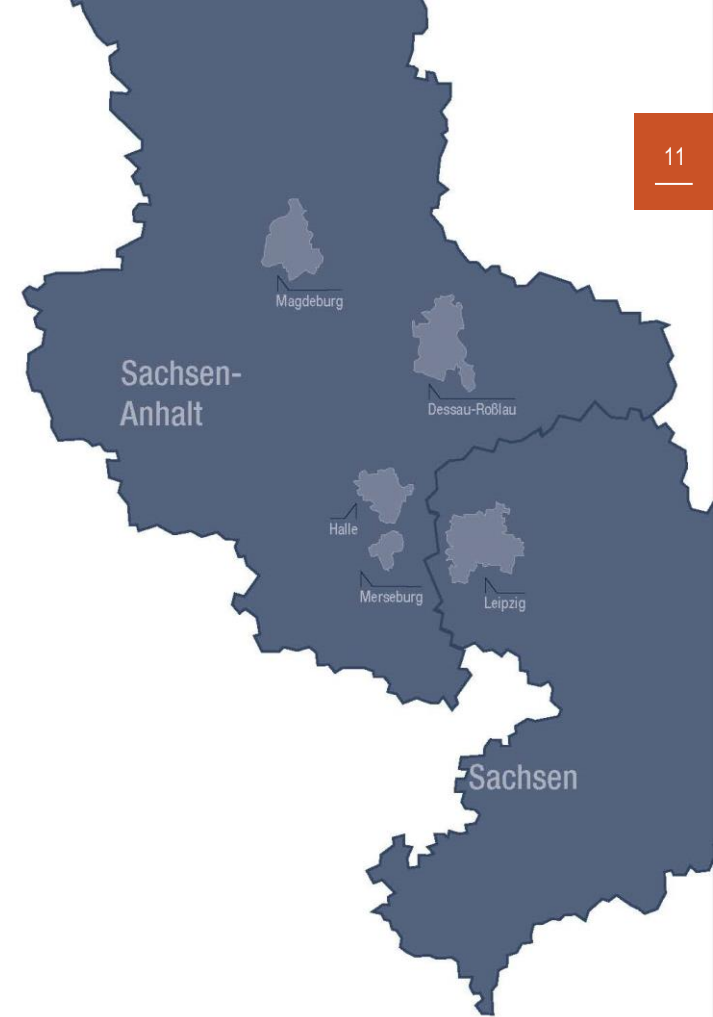 11
Magdeburg
Sachsen-
Anhalt
Dessau-Roßlau
Halle
Merseburg
Leipzig
Sachsen